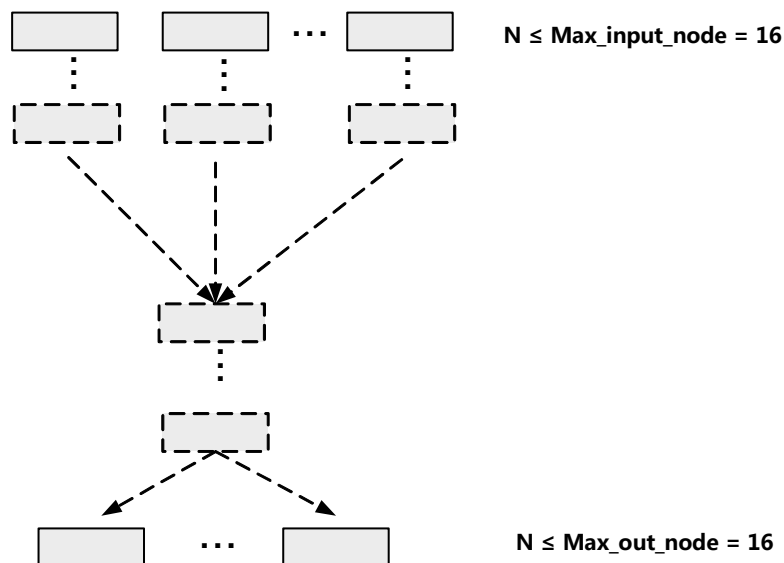 N ≤ Max_input_node = 16
N ≤ Max_out_node = 16